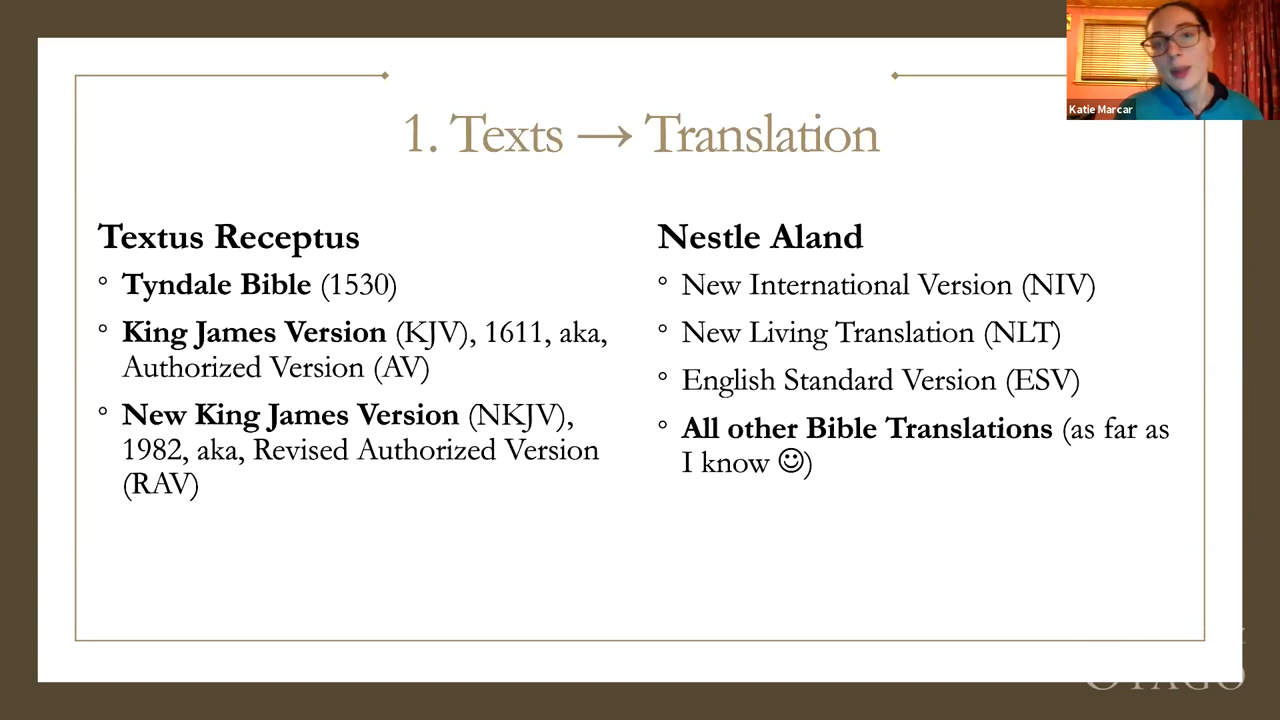 Katie Marcar
1. Texts → Translation
Textus Receptus
° Tyndale Bible (1530)
° King James Version (KJV), 1611, aka,
Authorized Version (AV)
° New King James Version (NKJV),
1982, aka, Revised Authorized Version
(RAV)
Nestle Aland
° New International Version (NIV)
° New Living Translation (NLT)
° English Standard Version (ESV)
° All other Bible Translations (as far as
I know ☺)
OTAGO